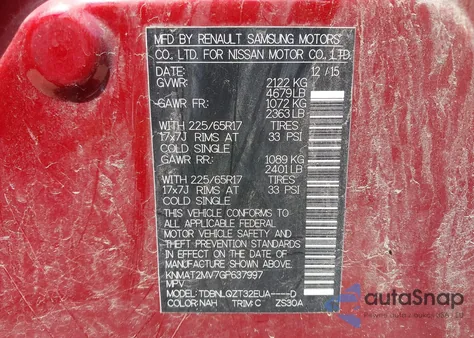 MFD BY RENAULT SAMSUNG MOTORS
CO. LTD. FOR NISSAN MOTOR CO., LTD.
12 / 15
GVWR: 2122 KG
4679 LB
GAWR FR: 1072 KG
2363 LB
WITH 225/65R17 TIRES
17x7J RIMS AT 33 PSI
COLD SINGLE
GAWR RR: 1089 KG
2401 LB
WITH 225/65R17 TIRES
17x7J RIMS AT 33 PSI
COLD SINGLE
THIS VEHICLE CONFORMS TO
ALL APPLICABLE FEDERAL
MOTOR VEHICLE SAFETY AND
THEFT PREVENTION STANDARDS
IN EFFECT ON THE DATE OF
MANUFACTURE SHOWN ABOVE.
KNMAT2MV7GP637997
MPV
MODEL: TDBNLQZT32EUA----D
COLOR: NAH TRIM: C ZS30A
autoSnap